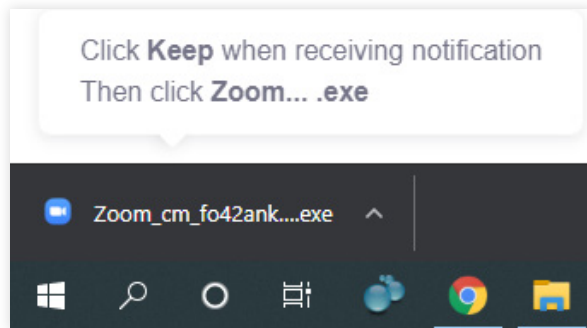 Click Keep when receiving notification
Then click Zoom... .exe
Zoom_cm_fo42ank....exe